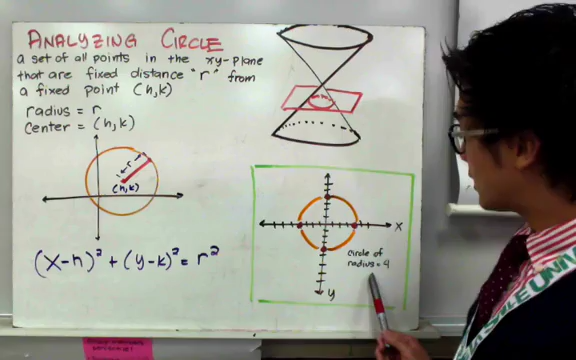 ANALYZING CIRCLE
a set of all points in the xy-plane
that are fixed distance "r" from
a fixed point (h,k)
radius = r
center = (h,k)
r
(h,k)
(x-h)² + (y-k)² = r²
X
circle of
radius = 4
y